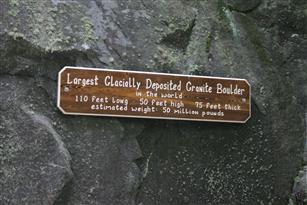 Largest Glacially Deposited Granite Boulder
in the world
110 feet long 50 feet high 75 feet thick
estimated weight: 50 million pounds